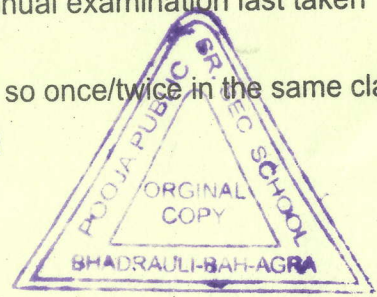 nual examination last taken
so once/twice in the same cla
POOJA PUBLIC SR. SEC SCHOOL
ORGINAL
COPY
BHADRAULI-BAH-AGRA